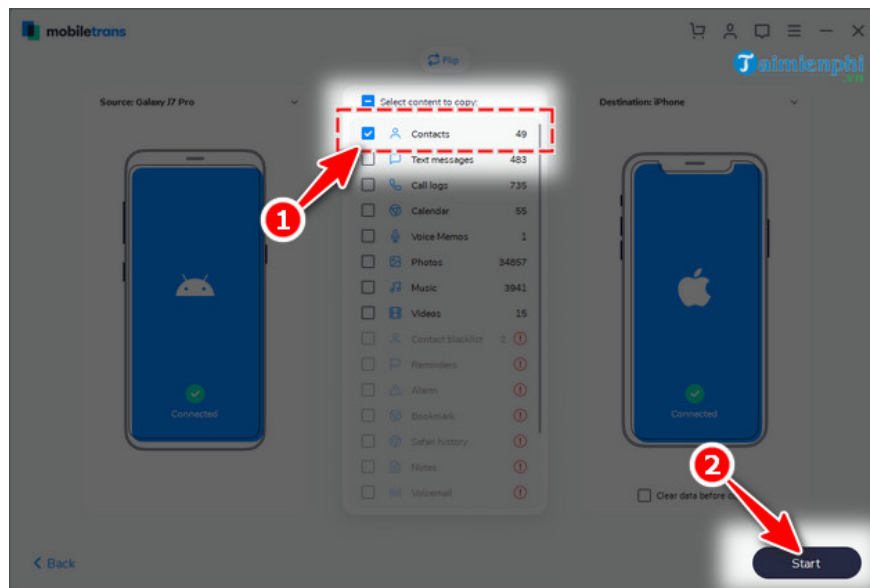 mobiletrans
Flip
Taimienphi
.vn
Source: Galaxy J7 Pro
Select content to copy:
Destination: iPhone
Contacts 49
Text messages 483
1
Call logs 735
Calendar 55
Voice Memos 1
Photos 34857
Music 3941
Videos 15
Contact blacklist 2
Reminders
Alarm
Connected
Connected
Bookmark
Safari history
2
Notes
Voicemail
Clear data before
Back
Start